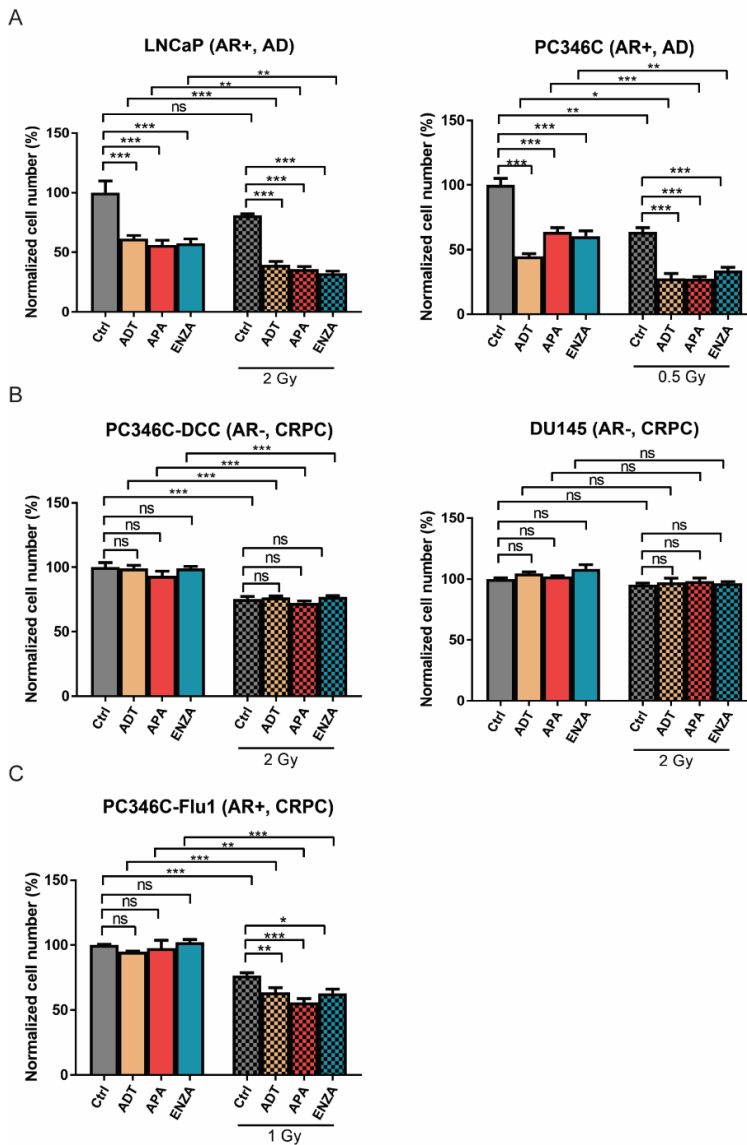 A
LNCaP (AR+, AD)
**
**
***
ns
***
***
***
***
***
***
Normalized cell number (%)
150
100
50
0
Ctrl
ADT
APA
ENZA
Ctrl
ADT
APA
ENZA
2 Gy
PC346C (AR+, AD)
**
***
*
**
***
***
***
***
***
***
Normalized cell number (%)
150
100
50
0
Ctrl
ADT
APA
ENZA
Ctrl
ADT
APA
ENZA
0.5 Gy
B
PC346C-DCC (AR-, CRPC)
***
***
***
***
ns
ns
ns
ns
ns
ns
Normalized cell number (%)
150
100
50
0
Ctrl
ADT
APA
ENZA
Ctrl
ADT
APA
ENZA
2 Gy
DU145 (AR-, CRPC)
ns
ns
ns
ns
ns
ns
ns
ns
ns
ns
Normalized cell number (%)
150
100
50
0
Ctrl
ADT
APA
ENZA
Ctrl
ADT
APA
ENZA
2 Gy
C
PC346C-Flu1 (AR+, CRPC)
***
**
***
***
ns
ns
ns
*
***
**
Normalized cell number (%)
150
100
50
0
Ctrl
ADT
APA
ENZA
Ctrl
ADT
APA
ENZA
1 Gy